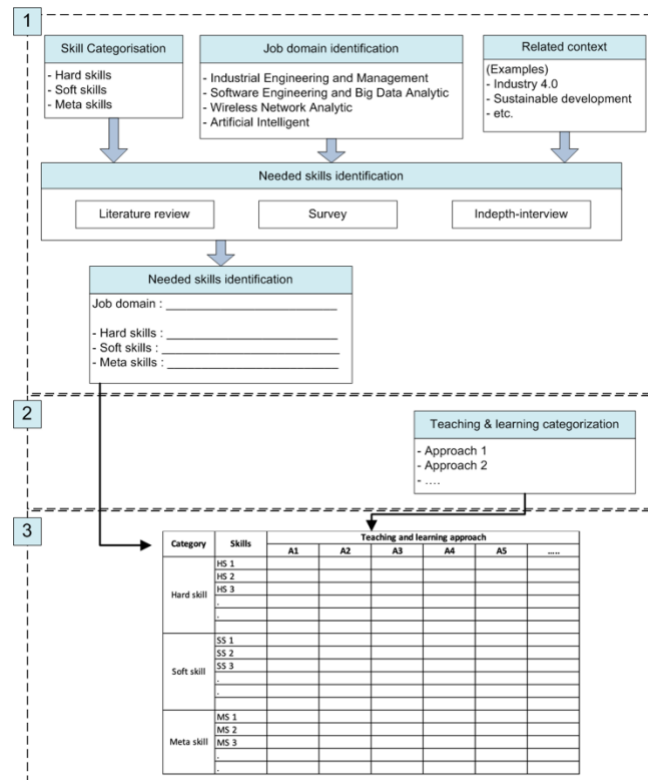 1
Skill Categorisation
- Hard skills
- Soft skills
- Meta skills
Job domain identification
- Industrial Engineering and Management
- Software Engineering and Big Data Analytic
- Wireless Network Analytic
- Artificial Intelligent
Related context
(Examples)
- Industry 4.0
- Sustainable development
- etc.
Needed skills identification
Literature review
Survey
Indepth-interview
Needed skills identification
Job domain : __________________________
- Hard skills : __________________________
- Soft skills : __________________________
- Meta skills : __________________________
2
Teaching & learning categorization
- Approach 1
- Approach 2
- ....
3
Category Skills Teaching and learning approach
A1 A2 A3 A4 A5 .....
Hard skill
HS 1
HS 2
HS 3
.
.
Soft skill
SS 1
SS 2
SS 3
.
.
Meta skill
MS 1
MS 2
MS 3
.
.